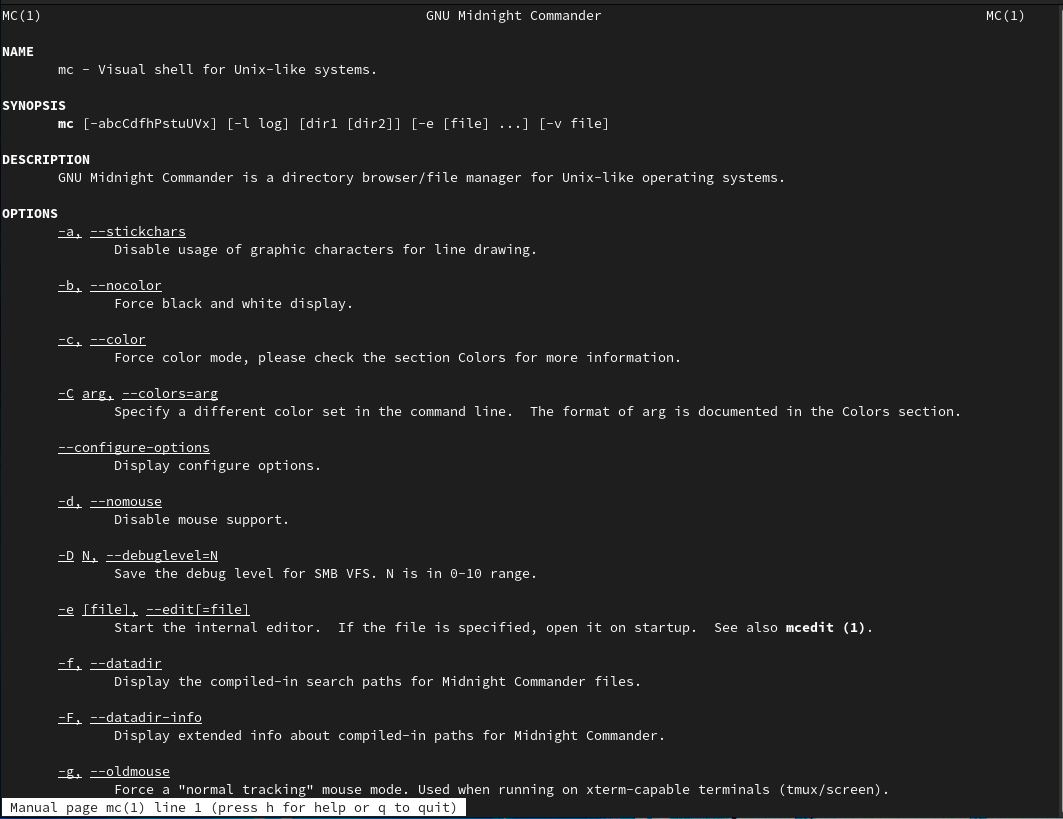 MC(1) GNU Midnight Commander MC(1)
NAME
mc - Visual shell for Unix-like systems.
SYNOPSIS
mc [-abcCdfhPstuUVx] [-l log] [dir1 [dir2]] [-e [file] ...] [-v file]
DESCRIPTION
GNU Midnight Commander is a directory browser/file manager for Unix-like operating systems.
OPTIONS
-a, --stickchars
Disable usage of graphic characters for line drawing.
-b, --nocolor
Force black and white display.
-c, --color
Force color mode, please check the section Colors for more information.
-C arg, --colors=arg
Specify a different color set in the command line.  The format of arg is documented in the Colors section.
--configure-options
Display configure options.
-d, --nomouse
Disable mouse support.
-D N, --debuglevel=N
Save the debug level for SMB VFS. N is in 0-10 range.
-e [file], --edit[=file]
Start the internal editor.  If the file is specified, open it on startup.  See also mcedit (1).
-f, --datadir
Display the compiled-in search paths for Midnight Commander files.
-F, --datadir-info
Display extended info about compiled-in paths for Midnight Commander.
-g, --oldmouse
Force a "normal tracking" mouse mode. Used when running on xterm-capable terminals (tmux/screen).
Manual page mc(1) line 1 (press h for help or q to quit)